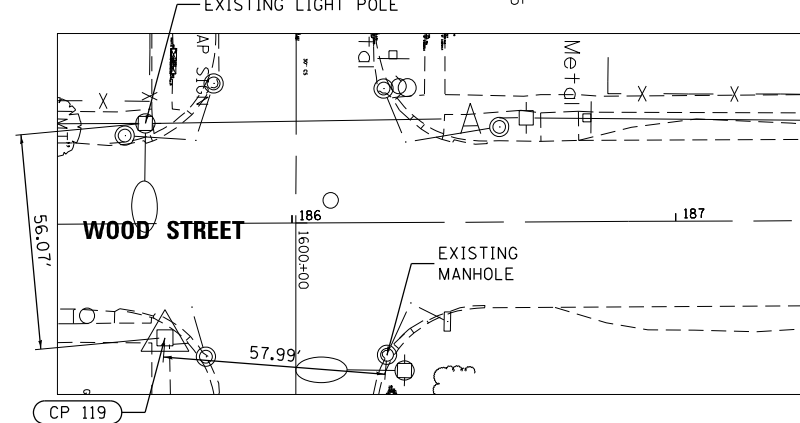 EXISTING LIGHT POLE
AP SIGN
Metal
WOOD STREET
186
187
1600+00
56.07'
EXISTING
MANHOLE
57.99'
CP 119